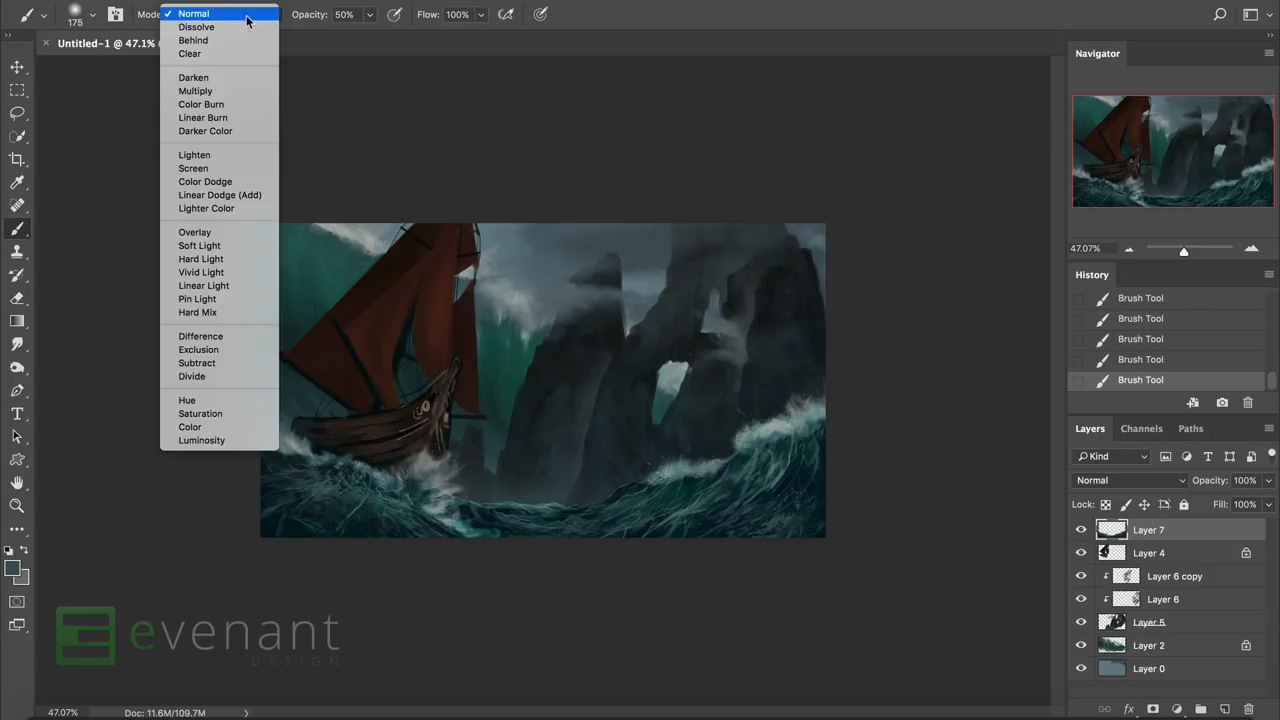 175
Mode
Normal
Opacity: 50%
Flow: 100%
Dissolve
Behind
Clear
Darken
Multiply
Color Burn
Linear Burn
Darker Color
Lighten
Screen
Color Dodge
Linear Dodge (Add)
Lighter Color
Overlay
Soft Light
Hard Light
Vivid Light
Linear Light
Pin Light
Hard Mix
Difference
Exclusion
Subtract
Divide
Hue
Saturation
Color
Luminosity
Untitled-1 @ 47.1%
evenant
DESIGN
47.07%
Doc: 11.6M/109.7M
Navigator
47.07%
History
Brush Tool
Brush Tool
Brush Tool
Brush Tool
Brush Tool
Layers Channels Paths
Kind
Normal
Opacity: 100%
Lock:
Fill: 100%
Layer 7
Layer 4
Layer 6 copy
Layer 6
Layer 5
Layer 2
Layer 0
fx